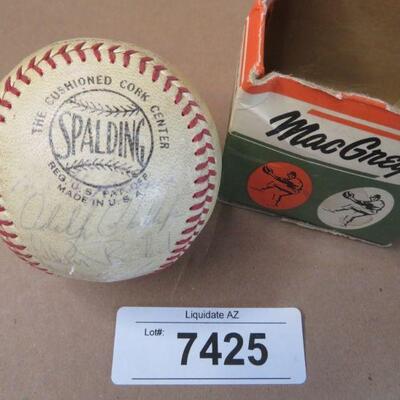 THE CUSHIONED CORK CENTER
SPALDING
REG. U. S. PAT. OFF.
MADE IN U.S.A.
MacGreg
Liquidate AZ
Lot#:
7425